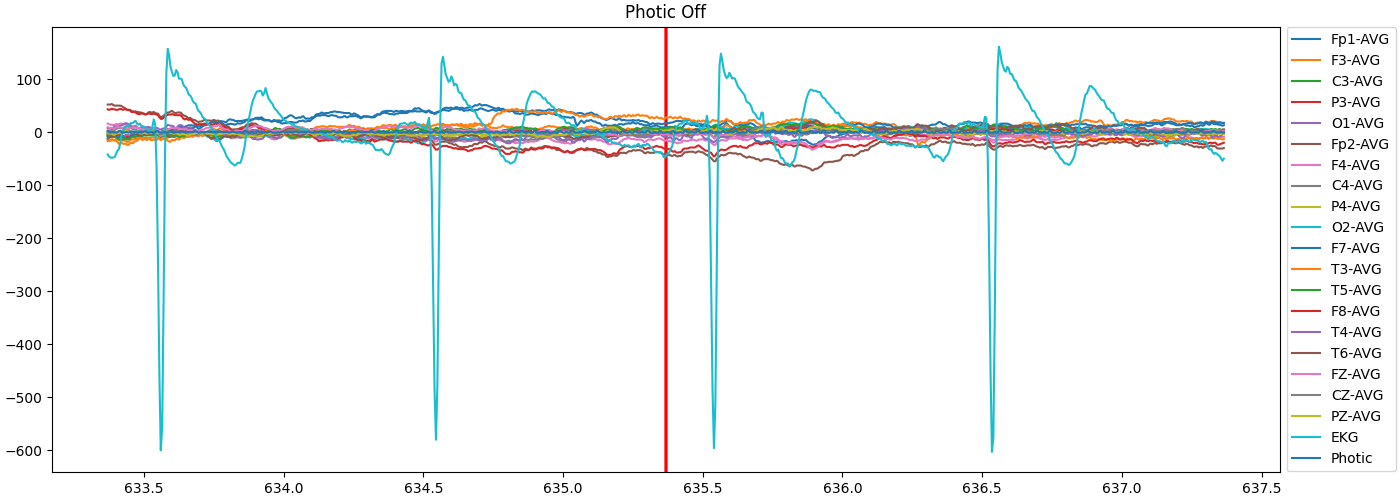 Photic Off
100
0
−100
−200
−300
−400
−500
−600
633.5 634.0 634.5 635.0 635.5 636.0 636.5 637.0 637.5
Fp1-AVG
F3-AVG
C3-AVG
P3-AVG
O1-AVG
Fp2-AVG
F4-AVG
C4-AVG
P4-AVG
O2-AVG
F7-AVG
T3-AVG
T5-AVG
F8-AVG
T4-AVG
T6-AVG
FZ-AVG
CZ-AVG
PZ-AVG
EKG
Photic